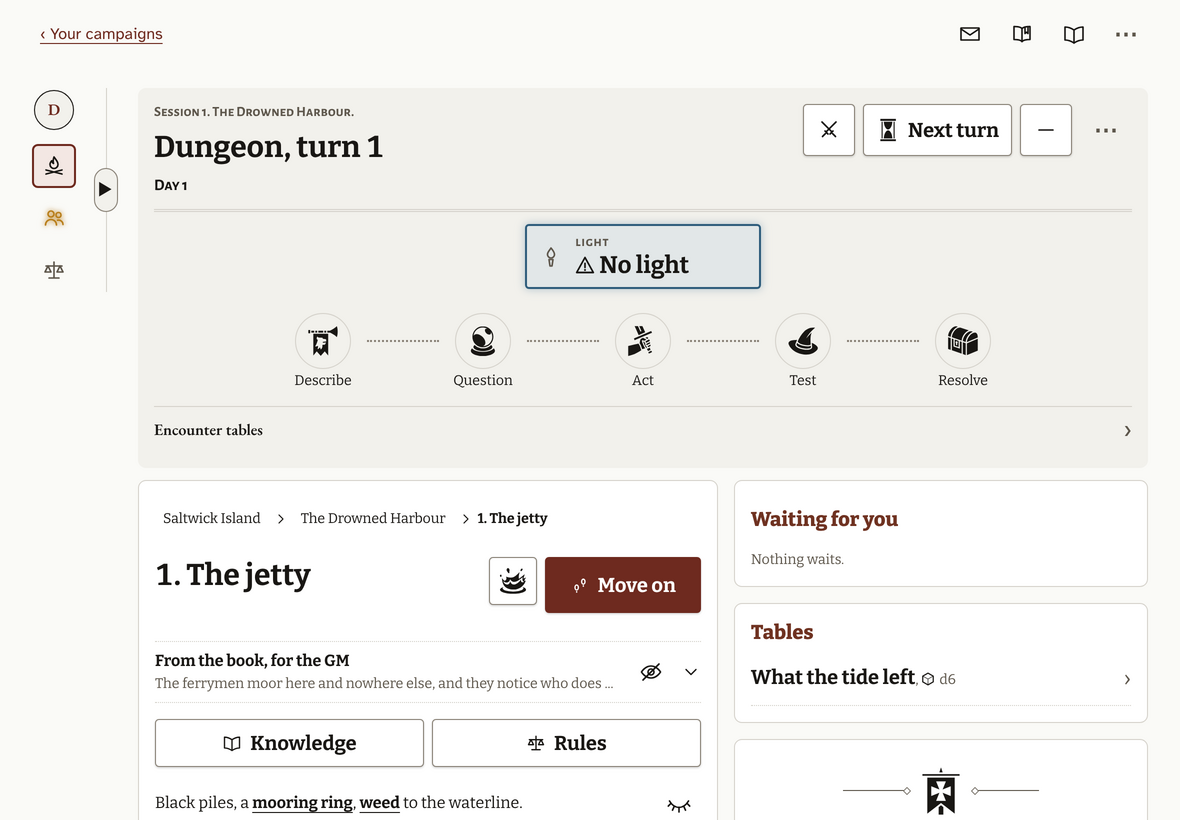 ‹ Your campaigns
D
Session 1. The Drowned Harbour.
Dungeon, turn 1
Day 1
Next turn
LIGHT
No light
Describe
Question
Act
Test
Resolve
Encounter tables
Saltwick Island > The Drowned Harbour > 1. The jetty
1. The jetty
Move on
From the book, for the GM
The ferrymen moor here and nowhere else, and they notice who does ...
Knowledge
Rules
Black piles, a mooring ring, weed to the waterline.
Waiting for you
Nothing waits.
Tables
What the tide left, d6